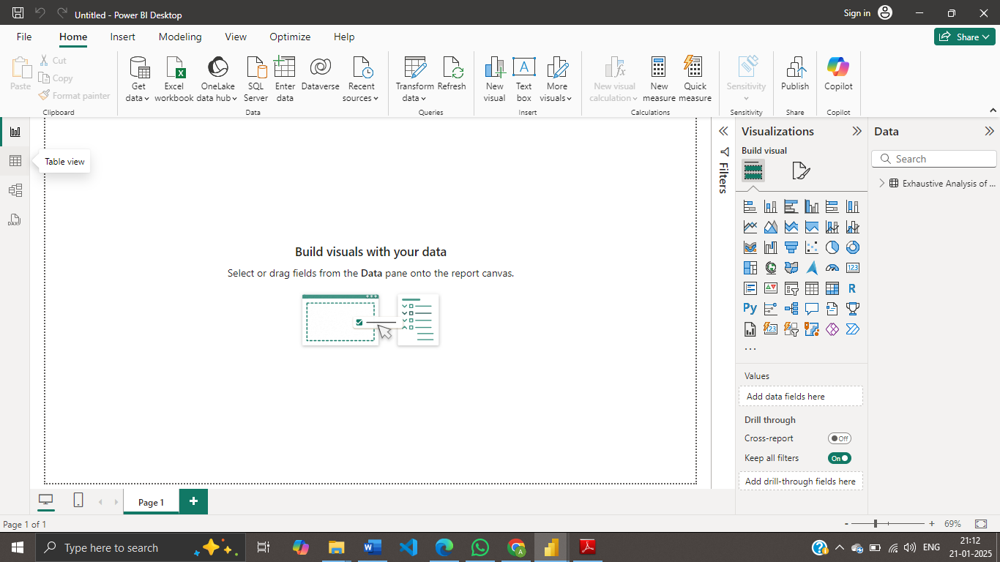 Untitled - Power BI Desktop
Sign in
File
Home
Insert
Modeling
View
Optimize
Help
Share
Paste
Cut
Copy
Format painter
Clipboard
Get data
Excel workbook
OneLake data hub
SQL Server
Enter data
Dataverse
Recent sources
Data
Transform data
Refresh
Queries
New visual
Text box
More visuals
Insert
New visual calculation
New measure
Quick measure
Calculations
Sensitivity
Sensitivity
Publish
Share
Copilot
Copilot
Table view
DAX
Build visuals with your data
Select or drag fields from the Data pane onto the report canvas.
Filters
Visualizations
Build visual
123
R
Py
123
...
Values
Add data fields here
Drill through
Cross-report
Off
Keep all filters
On
Add drill-through fields here
Data
Search
Exhaustive Analysis of ...
Page 1
Page 1 of 1
- + 69%
Type here to search
ENG
21:12
21-01-2025